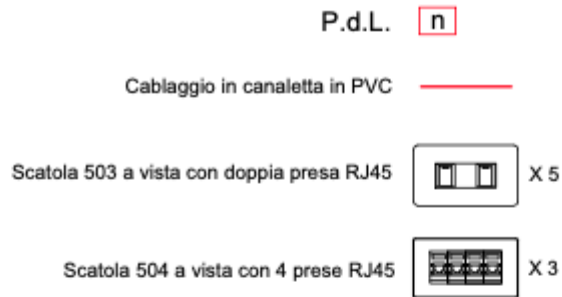 P.d.L. n
Cablaggio in canaletta in PVC
Scatola 503 a vista con doppia presa RJ45 X 5
Scatola 504 a vista con 4 prese RJ45 X 3